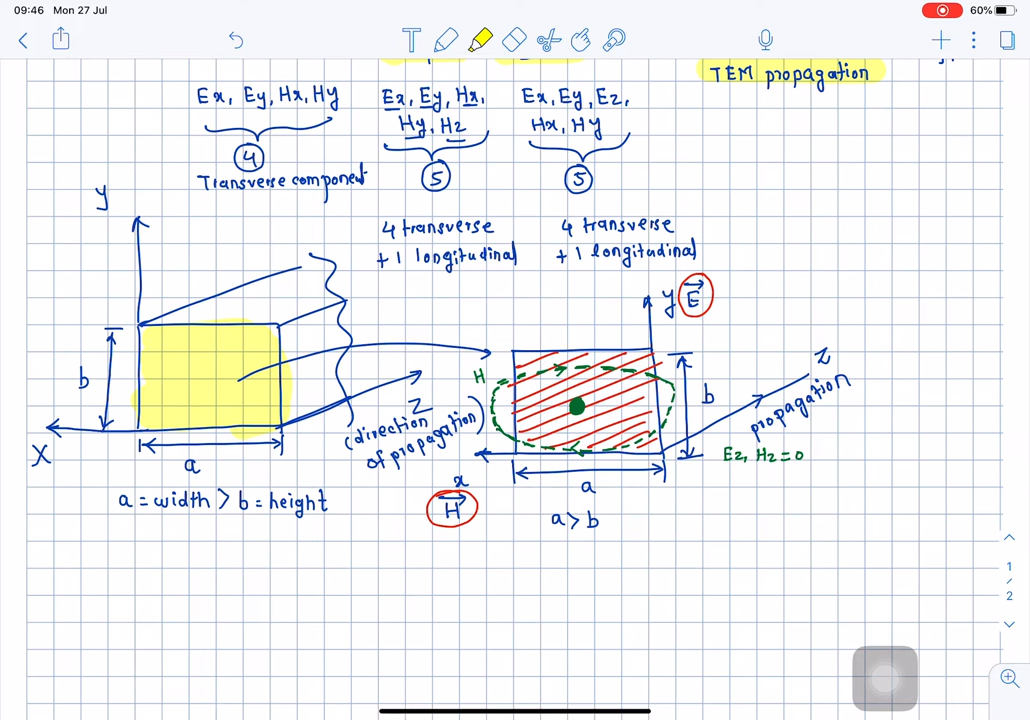 09:46 Mon 27 Jul
60%
TEM propagation
Ex, Ey, Hx, Hy
4
Transverse component
Ex, Ey, Hx,
Hy, Hz
5
Ex, Ey, Ez,
Hx, Hy
5
4 transverse
+ 1 longitudinal
4 transverse
+ 1 longitudinal
y
b
X
a
Z
(direction
of propagation)
a = width > b = height
y E
H
b
Z
propagation
Ez, Hz = 0
x
H
a
a > b
1
/
2